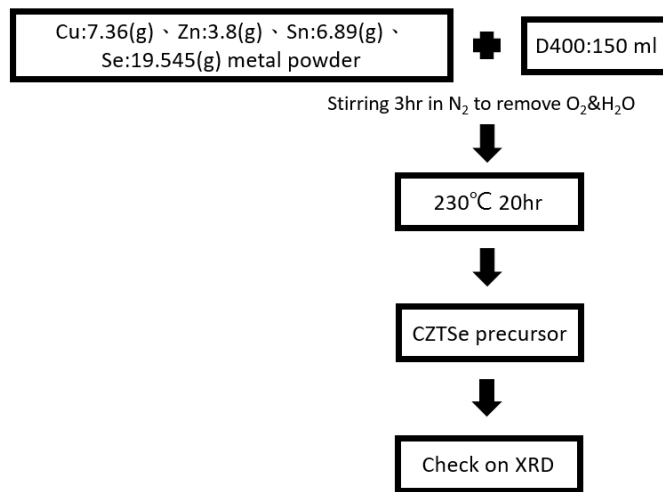 Cu:7.36(g)、Zn:3.8(g)、Sn:6.89(g)、
Se:19.545(g) metal powder
D400:150 ml
Stirring 3hr in N₂ to remove O₂&H₂O
230℃ 20hr
CZTSe precursor
Check on XRD